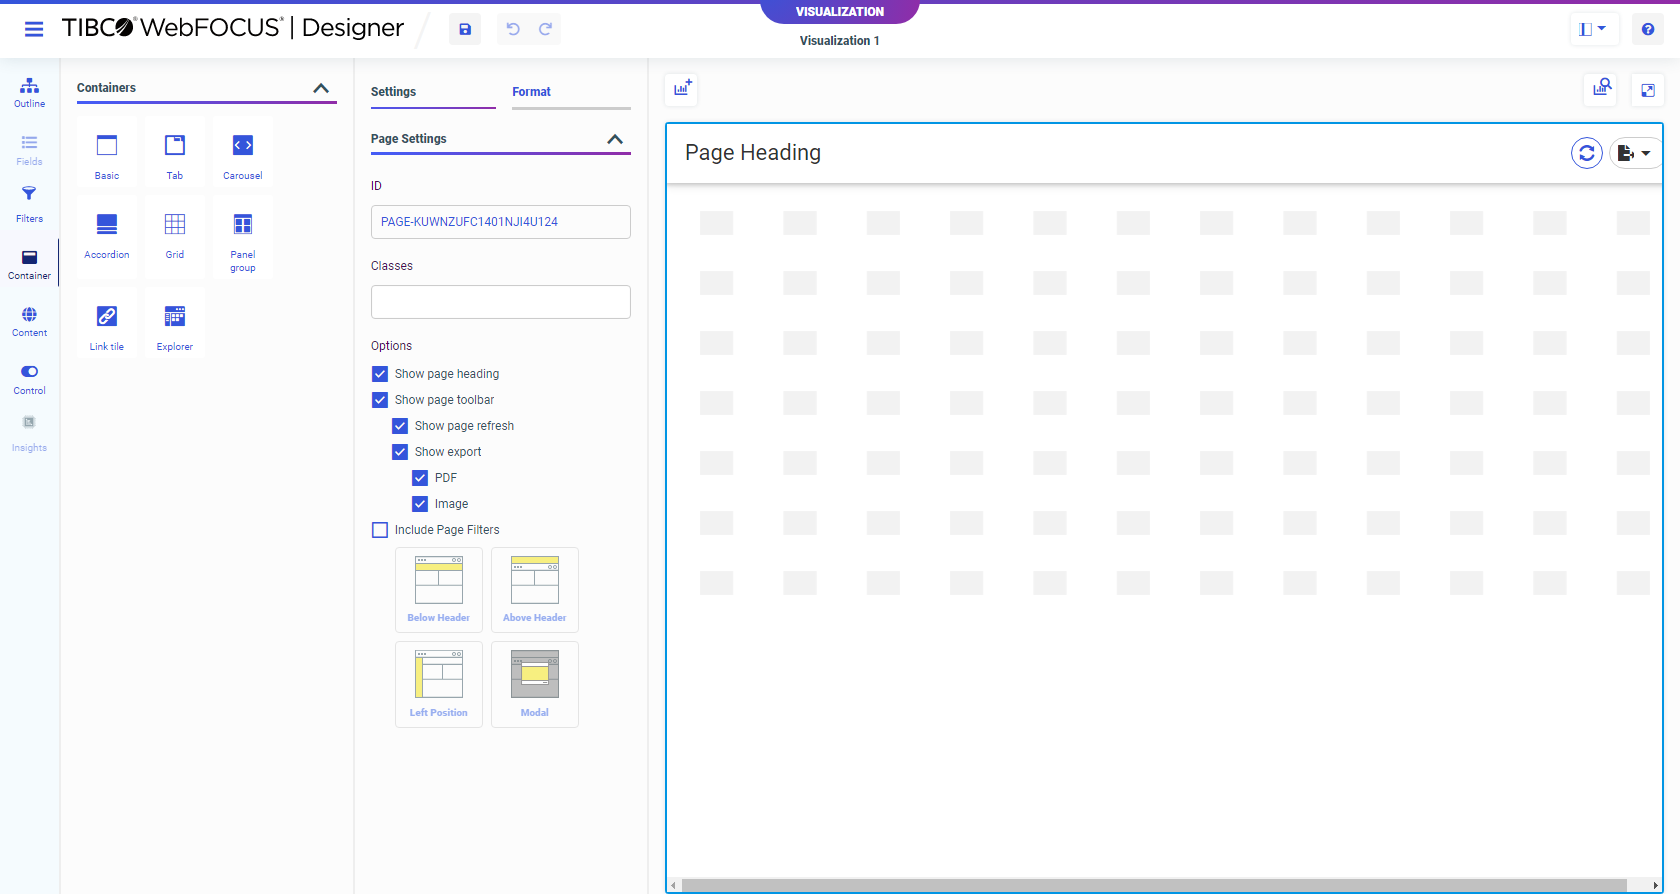 TIBCO® WebFOCUS® | Designer
VISUALIZATION
Visualization 1
Outline
Fields
Filters
Container
Content
Control
Insights
Containers
Basic
Tab
Carousel
Accordion
Grid
Panel
group
Link tile
Explorer
Settings
Format
Page Settings
ID
PAGE-KUWNZUFC1401NJI4U124
Classes
Options
Show page heading
Show page toolbar
Show page refresh
Show export
PDF
Image
Include Page Filters
Below Header
Above Header
Left Position
Modal
Page Heading